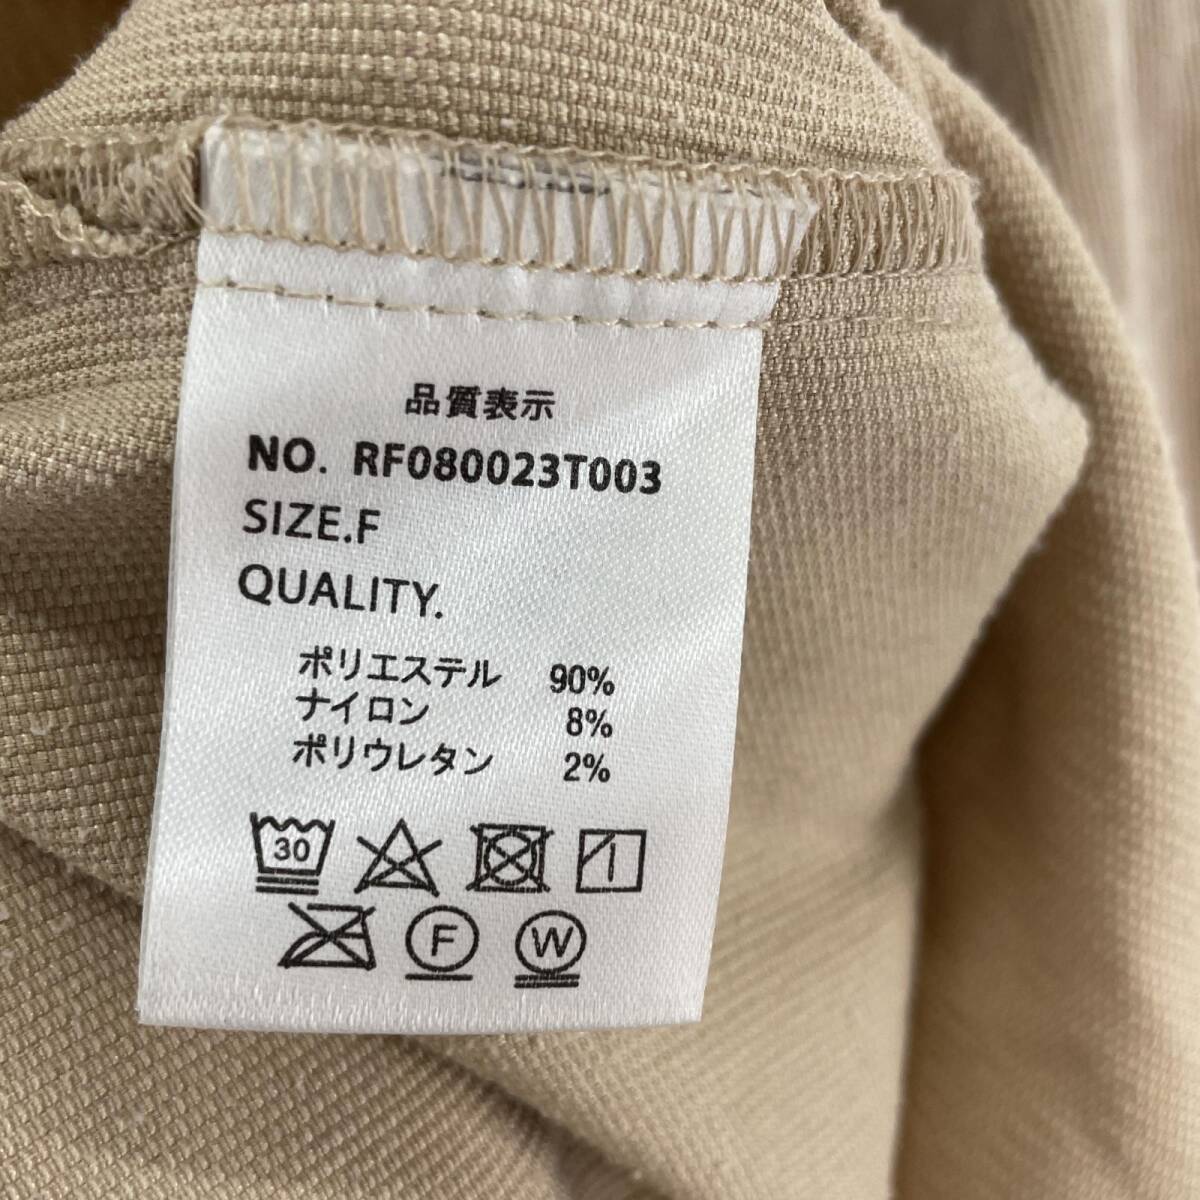 品質表示
NO. RF080023T003
SIZE.F
QUALITY.
ポリエステル 90%
ナイロン 8%
ポリウレタン 2%
30
F W